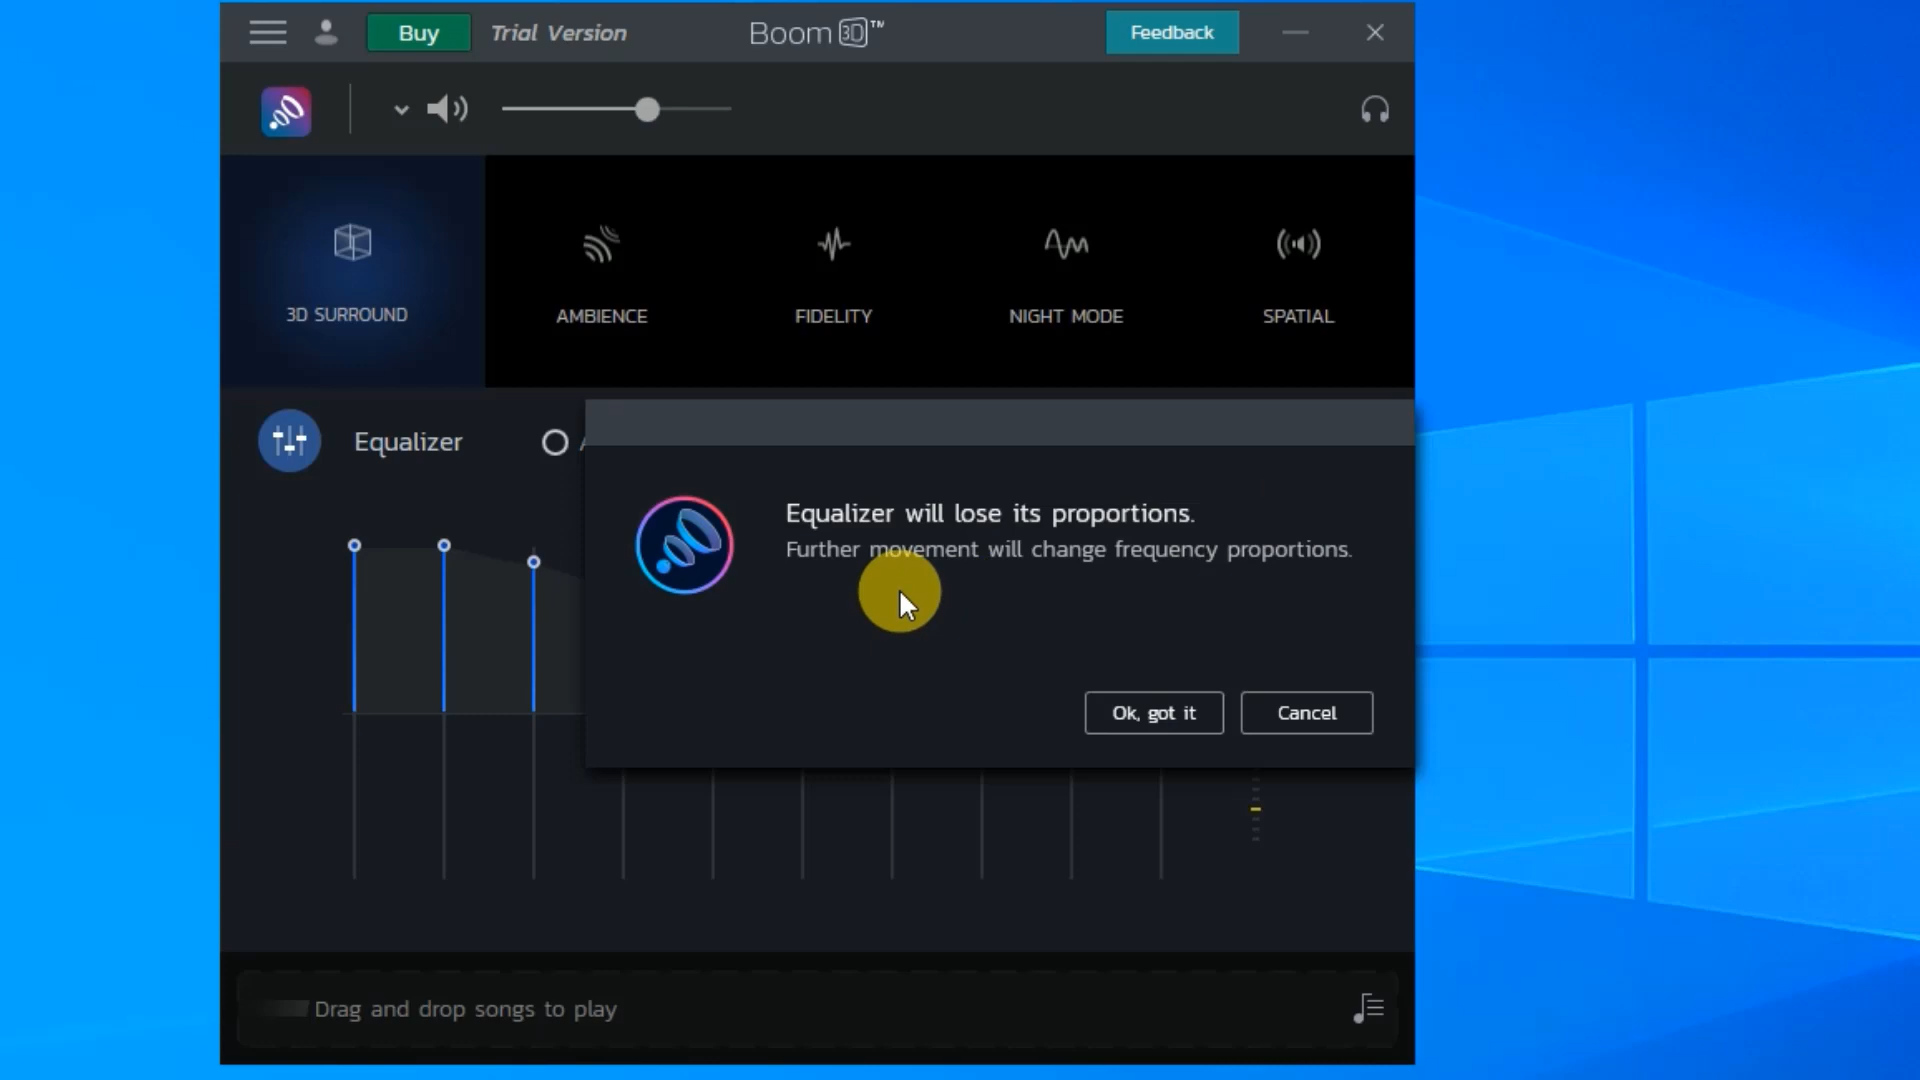 Buy
Trial Version
Boom 3D™
Feedback
3D SURROUND
AMBIENCE
FIDELITY
NIGHT MODE
SPATIAL
Equalizer
Equalizer will lose its proportions.
Further movement will change frequency proportions.
Ok, got it
Cancel
Drag and drop songs to play